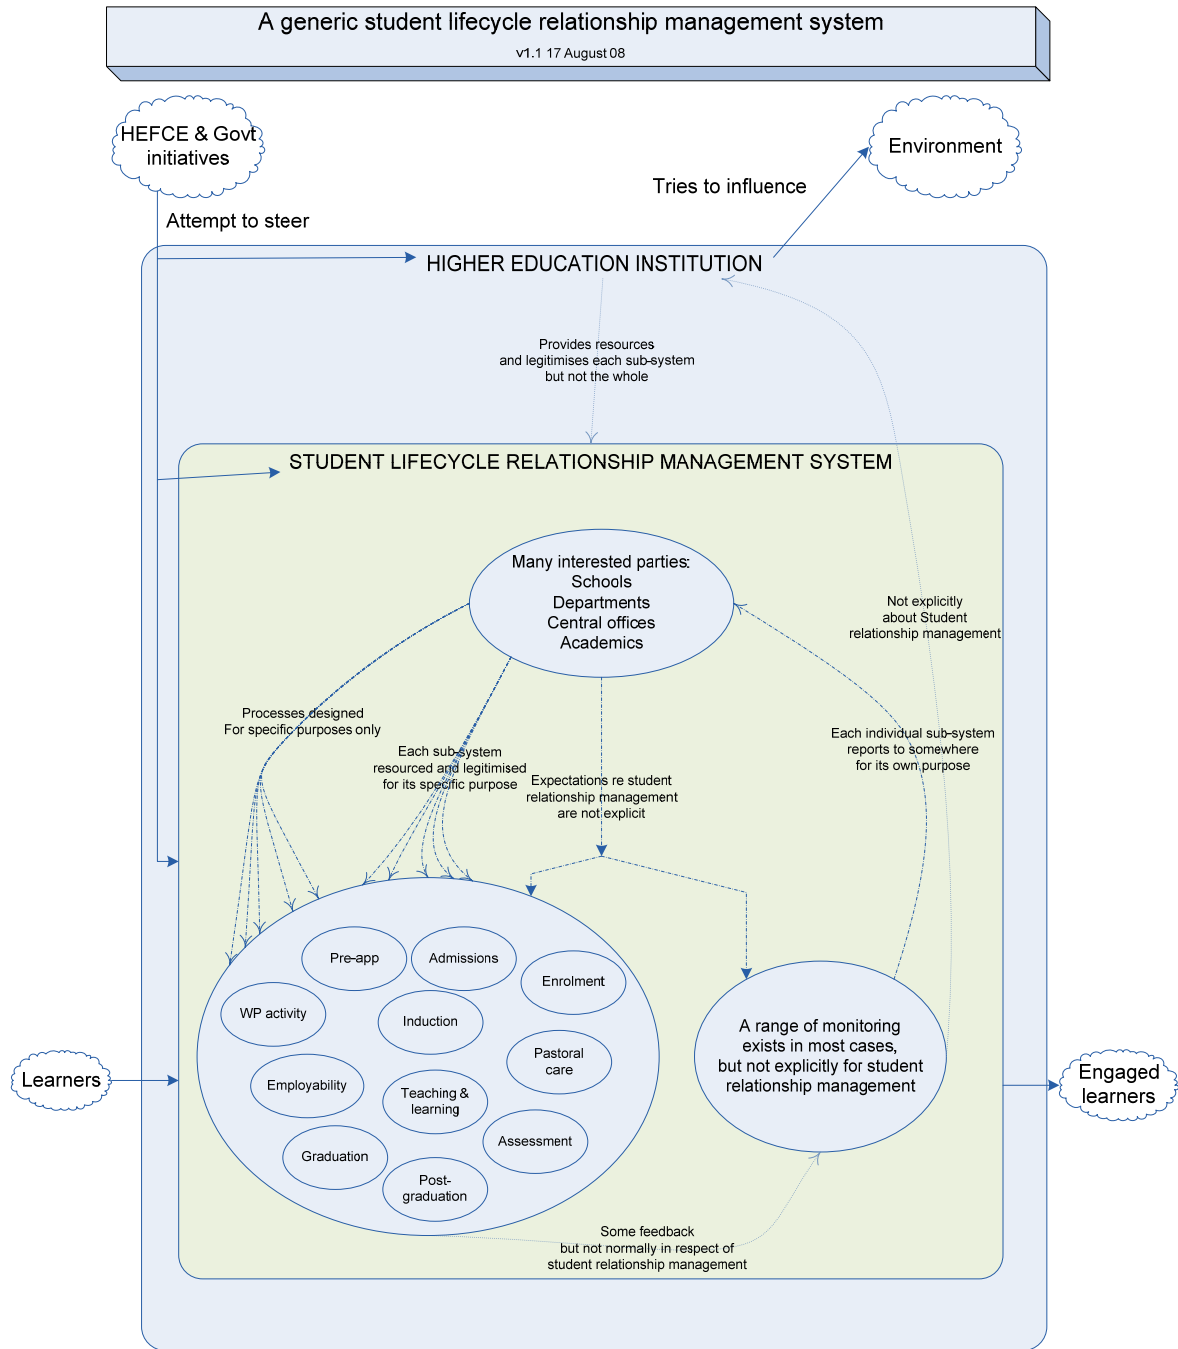 A generic student lifecycle relationship management system
v1.1 17 August 08
HEFCE & Govt
initiatives
Environment
Tries to influence
Attempt to steer
HIGHER EDUCATION INSTITUTION
Provides resources
and legitimises each sub-system
but not the whole
STUDENT LIFECYCLE RELATIONSHIP MANAGEMENT SYSTEM
Many interested parties:
Schools
Departments
Central offices
Academics
Not explicitly
about Student
relationship management
Processes designed
For specific purposes only
Each sub-system
resourced and legitimised
for its specific purpose
Expectations re student
relationship management
are not explicit
Each individual sub-system
reports to somewhere
for its own purpose
Pre-app
Admissions
Enrolment
WP activity
Induction
Pastoral
care
Employability
Teaching &
learning
Assessment
Graduation
Post-
graduation
A range of monitoring
exists in most cases,
but not explicitly for student
relationship management
Learners
Engaged
learners
Some feedback
but not normally in respect of
student relationship management